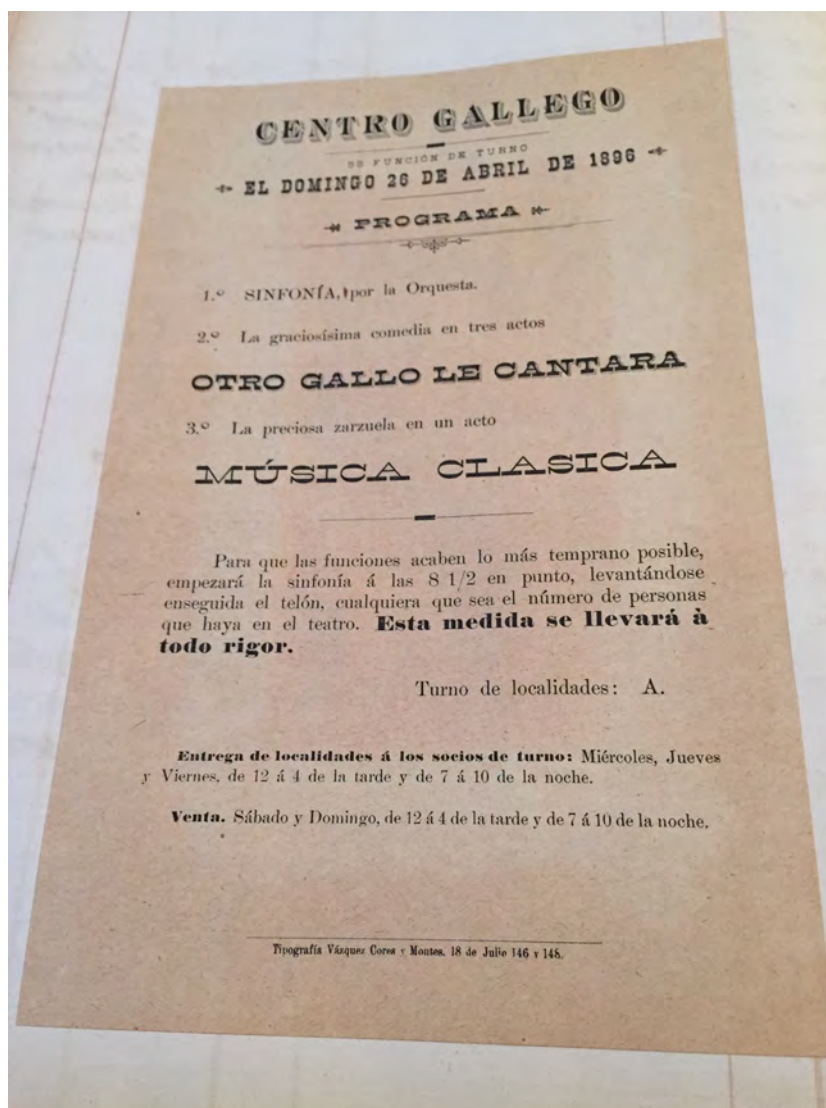 CENTRO GALLEGO
FUNCIÓN DE TURNO
EL DOMINGO 26 DE ABRIL DE 1896
PROGRAMA
1.º SINFONÍA, por la Orquesta.
2.º La graciosísima comedia en tres actos
OTRO GALLO LE CANTARA
3.º La preciosa zarzuela en un acto
MÚSICA CLASICA
Para que las funciones acaben lo más temprano posible,
empezará la sinfonía á las 8 1/2 en punto, levantándose
enseguida el telón, cualquiera que sea el número de personas
que haya en el teatro. Esta medida se llevará à
todo rigor.
Turno de localidades: A.
Entrega de localidades á los socios de turno: Miércoles, Jueves
y Viernes, de 12 á 4 de la tarde y de 7 á 10 de la noche.
Venta. Sábado y Domingo, de 12 á 4 de la tarde y de 7 á 10 de la noche.
Tipografía Vázquez Cores y Montes, 18 de Julio 146 y 148.